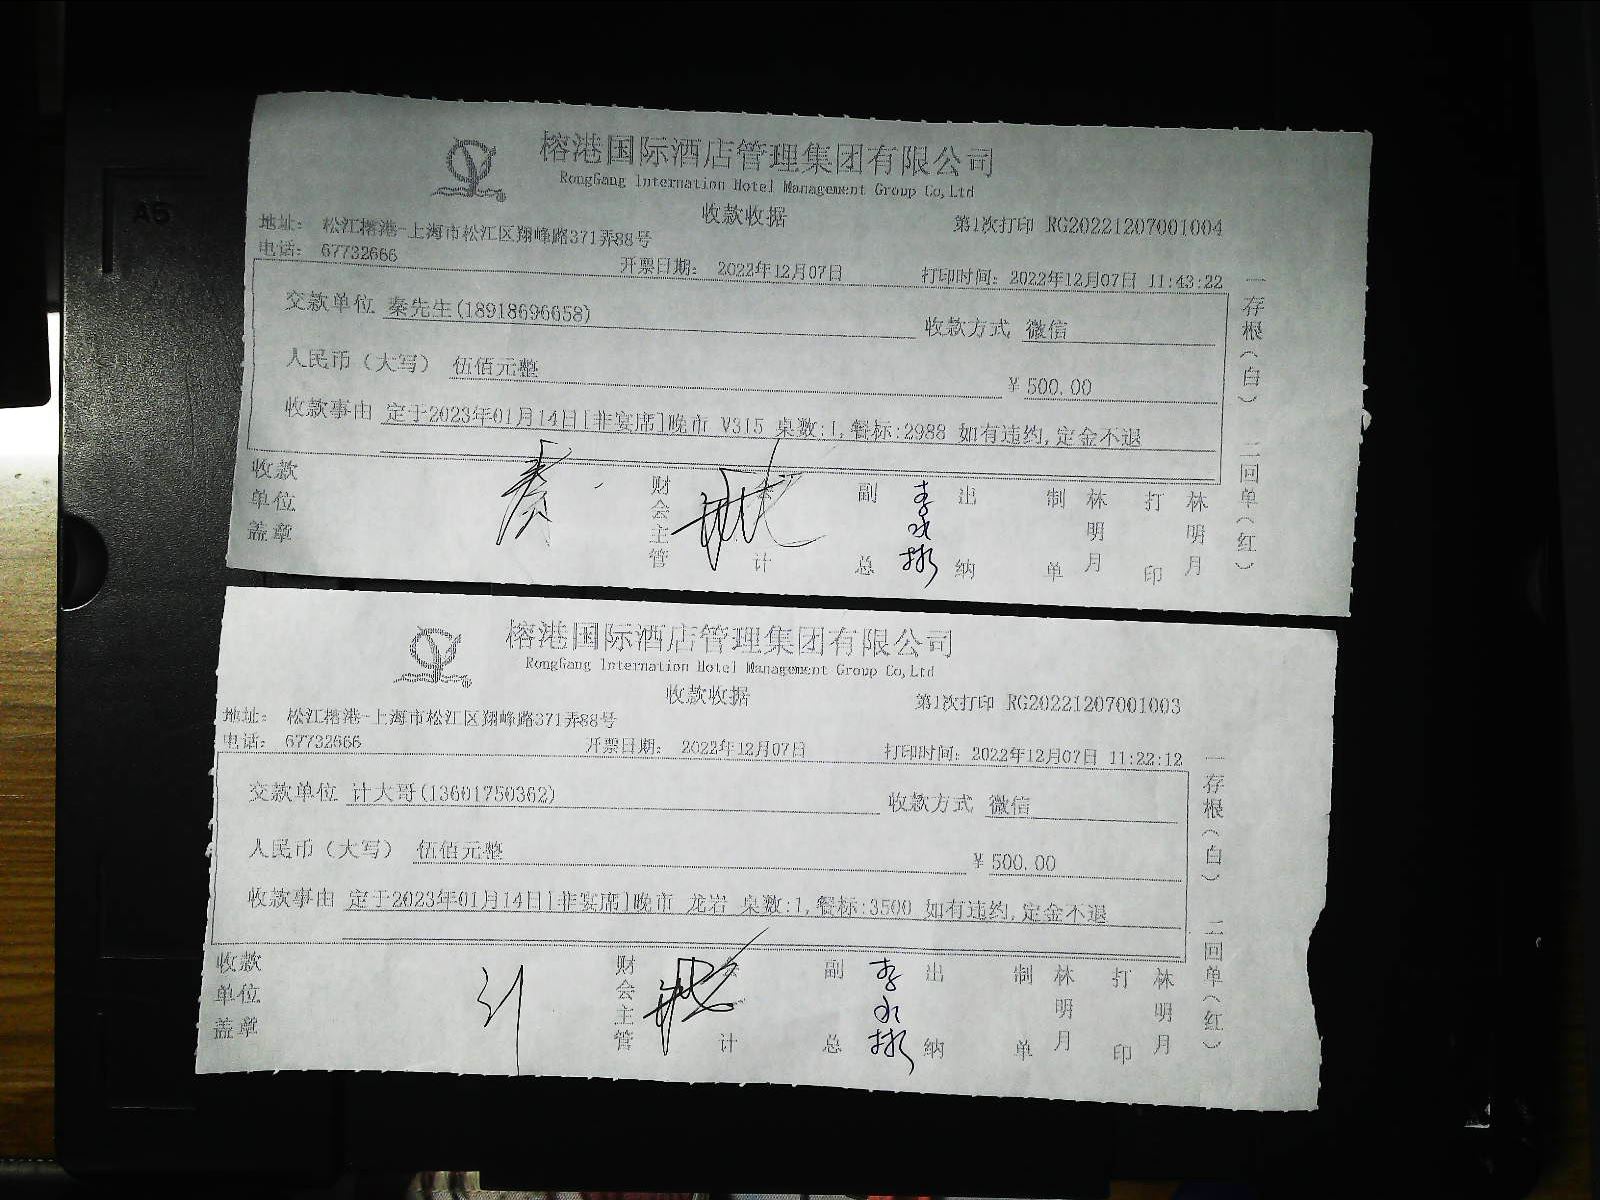 A5
榕港国际酒店管理集团有限公司
RongGang Internation Hotel Management Group Co,Ltd
收款收据
第1次打印 RG20221207001004
地址: 松江榕港-上海市松江区翔峰路371弄88号
电话: 67732666
开票日期: 2022年12月07日 打印时间: 2022年12月07日 11:43:22
交款单位 秦先生(18918696658) 收款方式 微信
人民币（大写） 伍佰元整 ¥ 500.00
收款事由 定于2023年01月14日[非宴席]晚市 V315 桌数:1,餐标:2988 如有违约,定金不退
收款单位盖章 秦 财会主管 会计 副总 李永彬 出纳 制单 林明月 打印 林明月
一存根(白) 二回单(红)
榕港国际酒店管理集团有限公司
RongGang Internation Hotel Management Group Co,Ltd
收款收据
第1次打印 RG20221207001003
地址: 松江榕港-上海市松江区翔峰路371弄88号
电话: 67732666
开票日期: 2022年12月07日 打印时间: 2022年12月07日 11:22:12
交款单位 计大哥(13601750362) 收款方式 微信
人民币（大写） 伍佰元整 ¥ 500.00
收款事由 定于2023年01月14日[非宴席]晚市 龙岩 桌数:1,餐标:3500 如有违约,定金不退
收款单位盖章 计 财会主管 会计 副总 李永彬 出纳 制单 林明月 打印 林明月
一存根(白) 二回单(红)